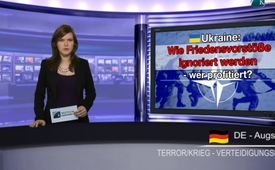 Ukraine:
Wie Friedensvorstöße
ignoriert werden
- wer profitiert?
DE - Augs
TERROR/KRIEG - VERTEIDIGUNGS